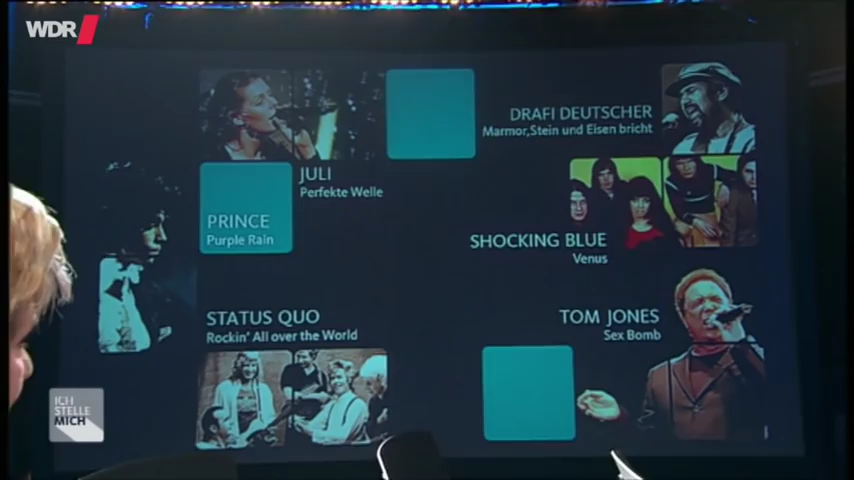 WDR
DRAFI DEUTSCHER
Marmor,Stein und Eisen bricht
JULI
Perfekte Welle
PRINCE
Purple Rain
SHOCKING BLUE
Venus
STATUS QUO
Rockin' All over the World
TOM JONES
Sex Bomb
ICH
STELLE
MICH